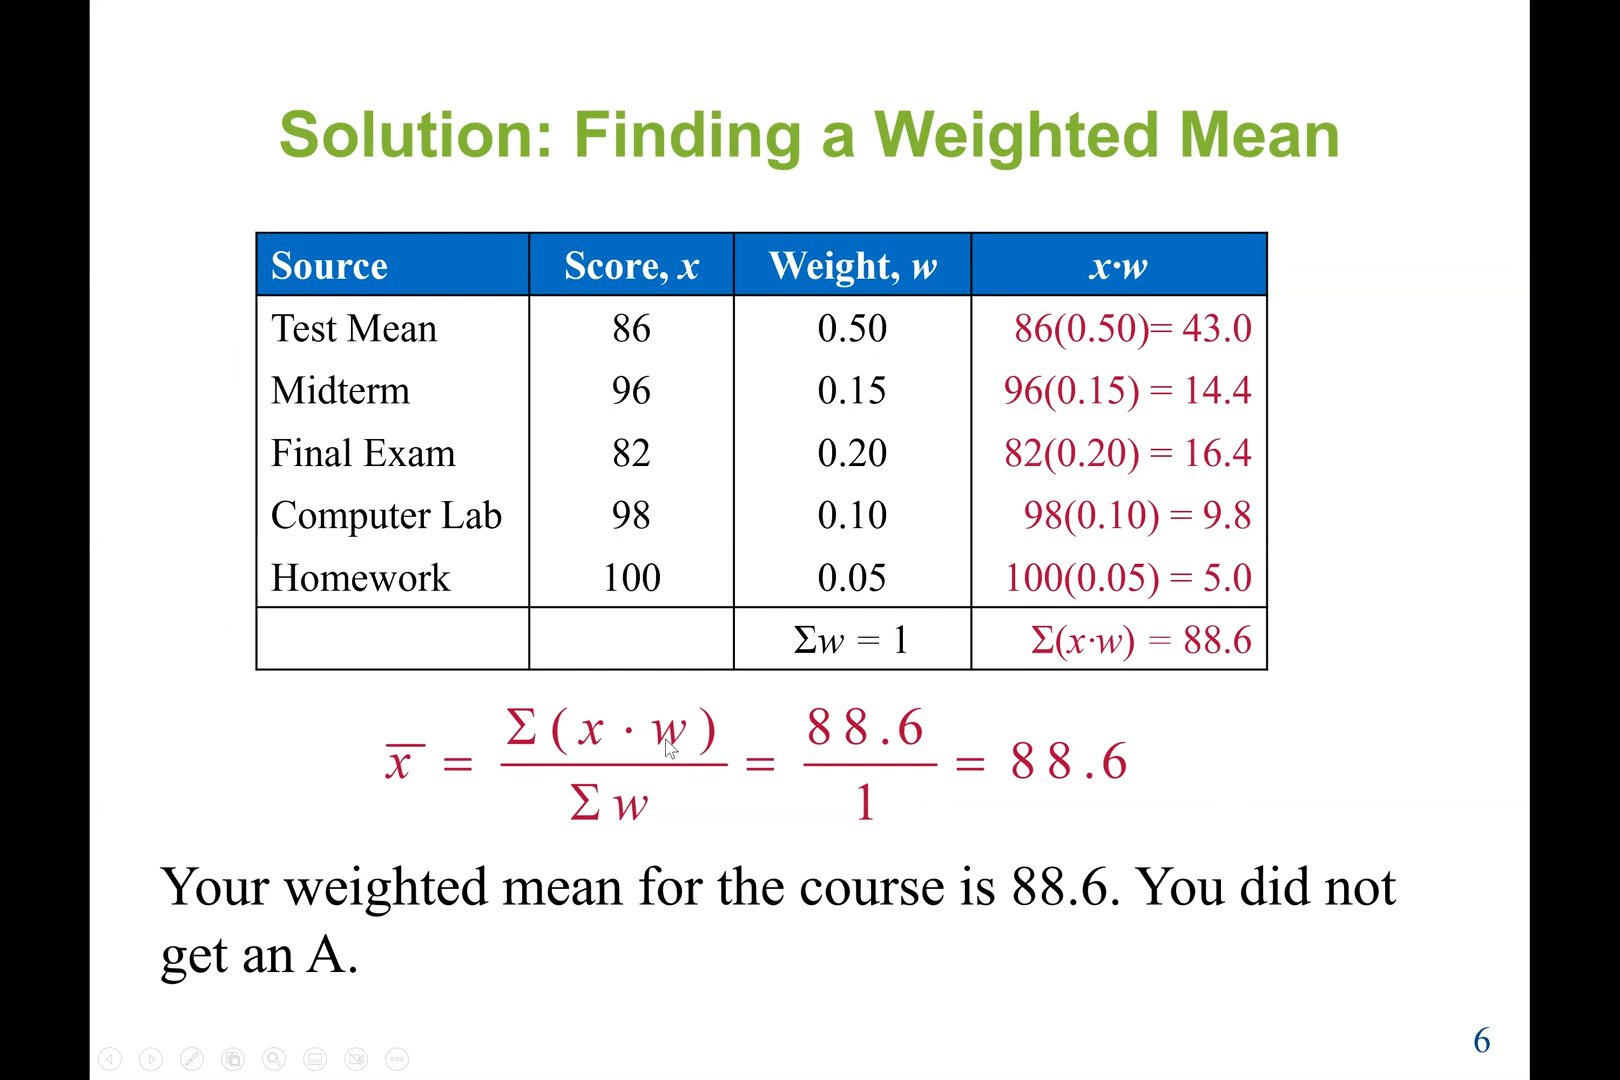 Solution: Finding a Weighted Mean
Source Score, x Weight, w x·w
Test Mean 86 0.50 86(0.50)= 43.0
Midterm 96 0.15 96(0.15) = 14.4
Final Exam 82 0.20 82(0.20) = 16.4
Computer Lab 98 0.10 98(0.10) = 9.8
Homework 100 0.05 100(0.05) = 5.0
Σw = 1 Σ(x·w) = 88.6
x̅ = Σ(x · w) / Σw = 88.6 / 1 = 88.6
Your weighted mean for the course is 88.6. You did not
get an A.
6